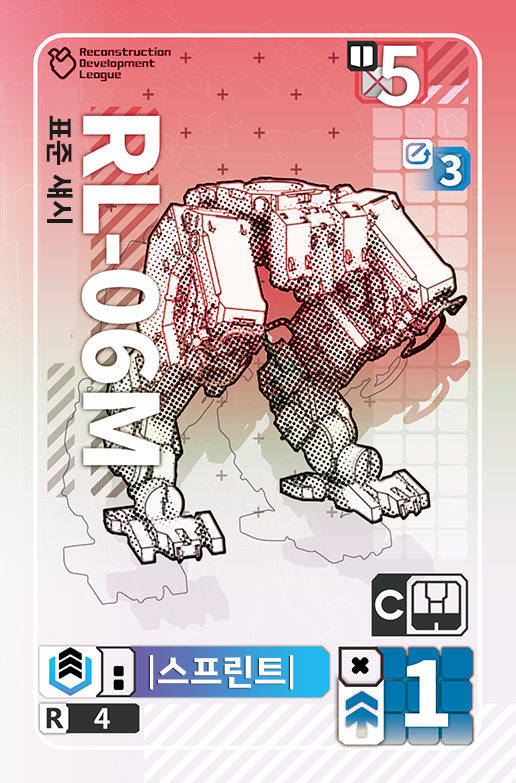 Reconstruction
Development
League
5
3
표준 섀시
RL-06M
C
|스프린트|
1
R 4